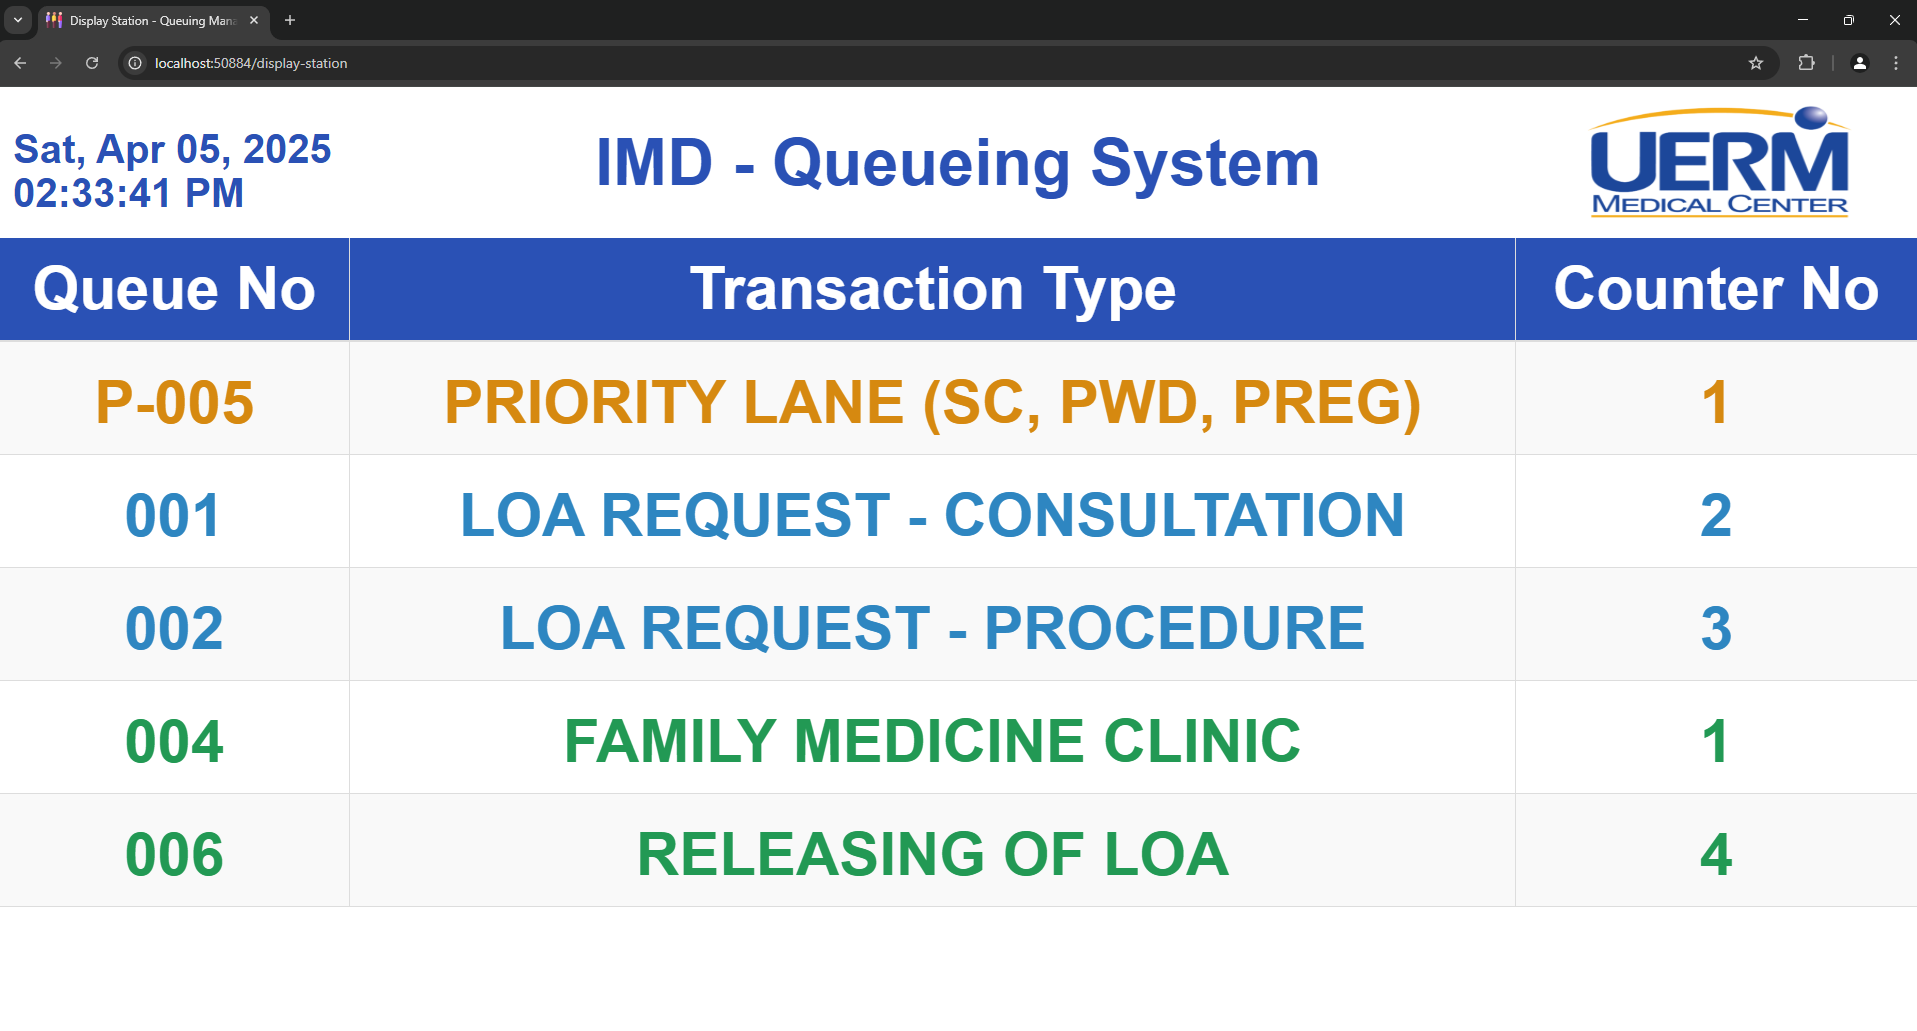 Display Station - Queuing Mana
localhost:50884/display-station
Sat, Apr 05, 2025
02:33:41 PM
IMD - Queueing System
UERM
MEDICAL CENTER
Queue No Transaction Type Counter No
P-005 PRIORITY LANE (SC, PWD, PREG) 1
001 LOA REQUEST - CONSULTATION 2
002 LOA REQUEST - PROCEDURE 3
004 FAMILY MEDICINE CLINIC 1
006 RELEASING OF LOA 4